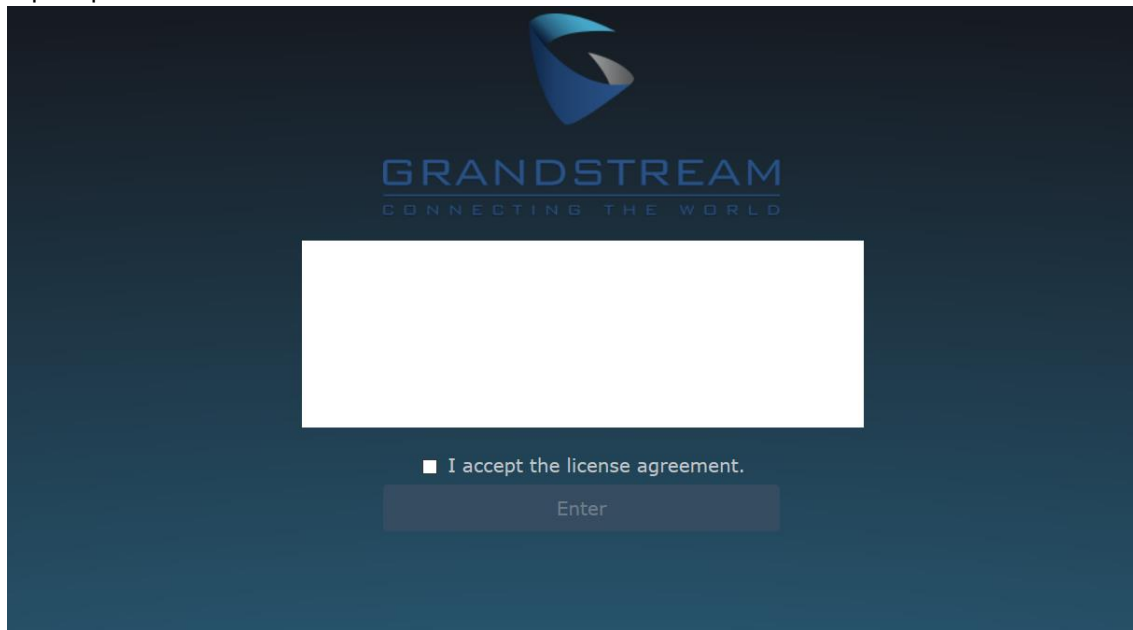 GRANDSTREAM
CONNECTING THE WORLD
I accept the license agreement.
Enter